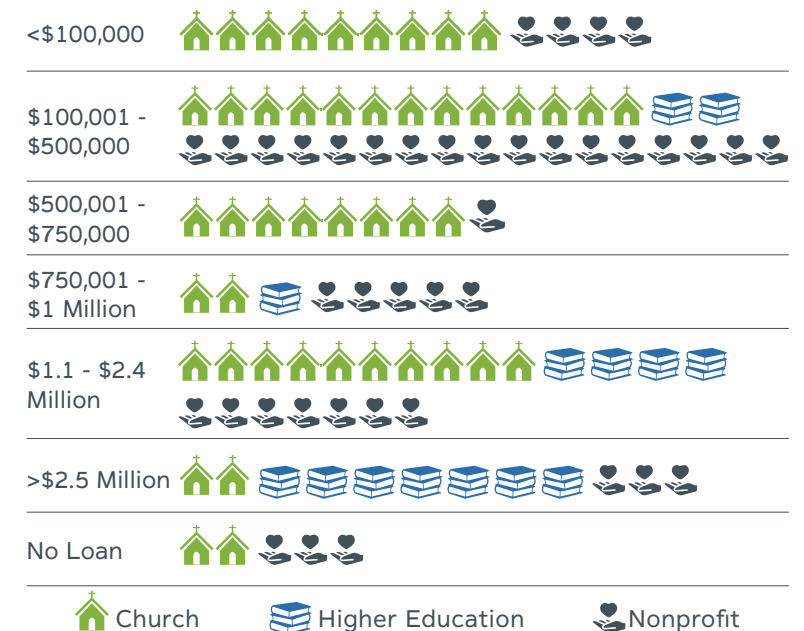 <$100,000
$100,001 -
$500,000
$500,001 -
$750,000
$750,001 -
$1 Million
$1.1 - $2.4
Million
>$2.5 Million
No Loan
Church Higher Education Nonprofit